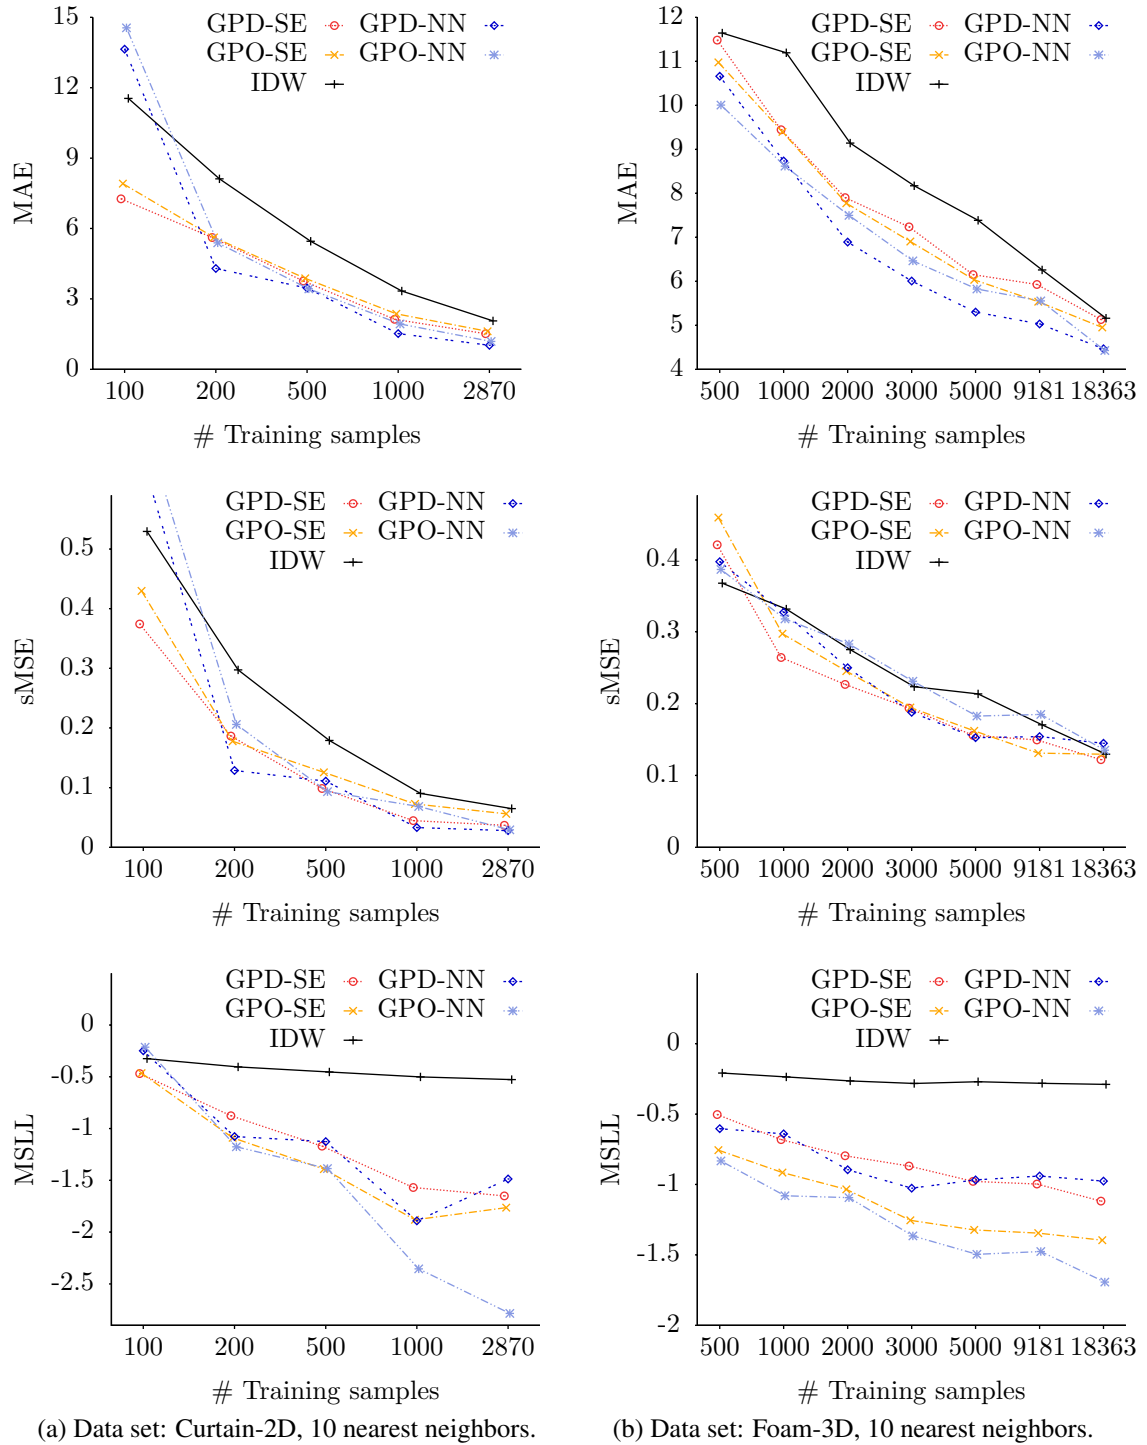 15
12
9
6
3
0
MAE
GPD-SE GPD-NN
GPO-SE GPO-NN
IDW
100 200 500 1000 2870
# Training samples
12
11
10
9
8
7
6
5
4
MAE
GPD-SE GPD-NN
GPO-SE GPO-NN
IDW
500 1000 2000 3000 5000 9181 18363
# Training samples
0.5
0.4
0.3
0.2
0.1
0
sMSE
GPD-SE GPD-NN
GPO-SE GPO-NN
IDW
100 200 500 1000 2870
# Training samples
0.4
0.3
0.2
0.1
0
sMSE
GPD-SE GPD-NN
GPO-SE GPO-NN
IDW
500 1000 2000 3000 5000 9181 18363
# Training samples
0
-0.5
-1
-1.5
-2
-2.5
MSLL
GPD-SE GPD-NN
GPO-SE GPO-NN
IDW
100 200 500 1000 2870
# Training samples
(a) Data set: Curtain-2D, 10 nearest neighbors.
0
-0.5
-1
-1.5
-2
MSLL
GPD-SE GPD-NN
GPO-SE GPO-NN
IDW
500 1000 2000 3000 5000 9181 18363
# Training samples
(b) Data set: Foam-3D, 10 nearest neighbors.